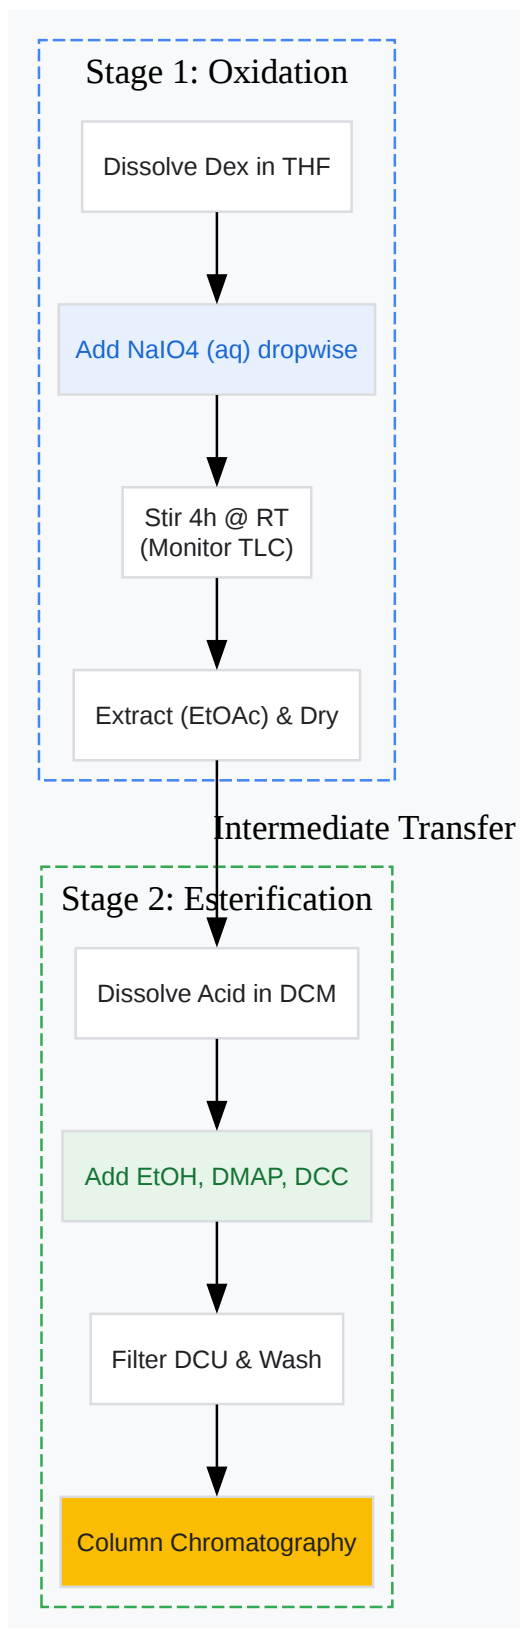 Stage 1: Oxidation
Dissolve Dex in THF
Add NaIO4 (aq) dropwise
Stir 4h @ RT
(Monitor TLC)
Extract (EtOAc) & Dry
Intermediate Transfer
Stage 2: Esterification
Dissolve Acid in DCM
Add EtOH, DMAP, DCC
Filter DCU & Wash
Column Chromatography